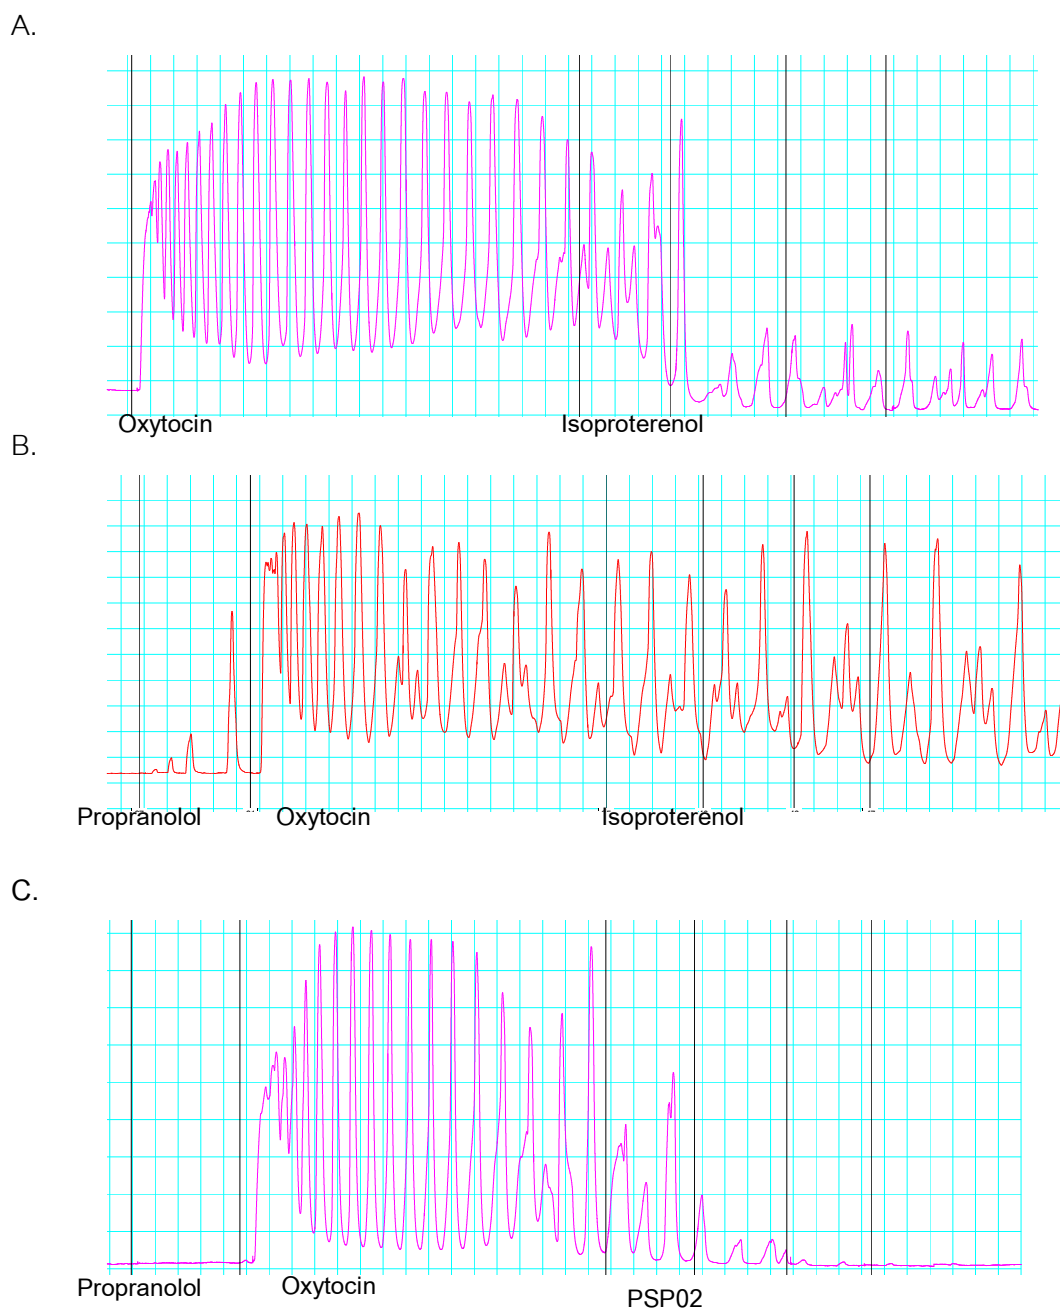 A.
Oxytocin Isoproterenol
B.
Propranolol Oxytocin Isoproterenol
C.
Propranolol Oxytocin PSP02